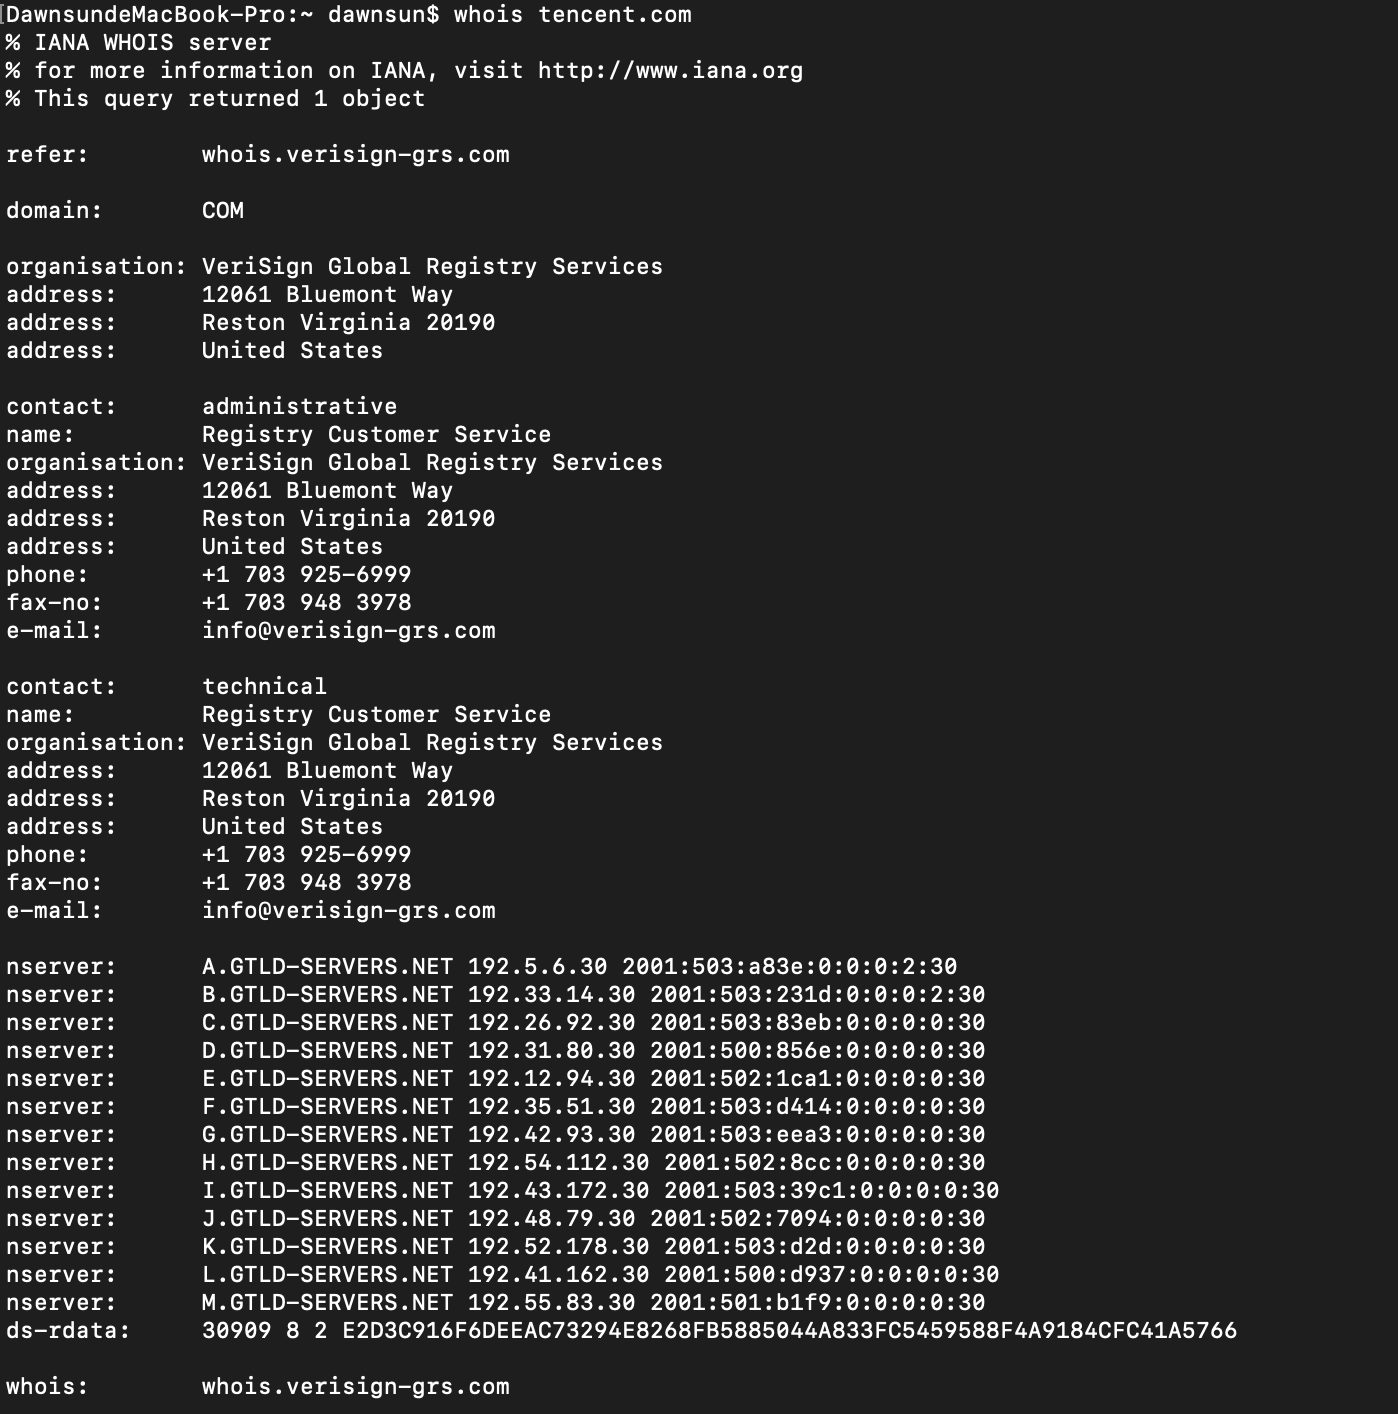 [DawnsundeMacBook-Pro:~ dawnsun$ whois tencent.com
% IANA WHOIS server
% for more information on IANA, visit http://www.iana.org
% This query returned 1 object
refer: whois.verisign-grs.com
domain: COM
organisation: VeriSign Global Registry Services
address: 12061 Bluemont Way
address: Reston Virginia 20190
address: United States
contact: administrative
name: Registry Customer Service
organisation: VeriSign Global Registry Services
address: 12061 Bluemont Way
address: Reston Virginia 20190
address: United States
phone: +1 703 925-6999
fax-no: +1 703 948 3978
e-mail: info@verisign-grs.com
contact: technical
name: Registry Customer Service
organisation: VeriSign Global Registry Services
address: 12061 Bluemont Way
address: Reston Virginia 20190
address: United States
phone: +1 703 925-6999
fax-no: +1 703 948 3978
e-mail: info@verisign-grs.com
nserver: A.GTLD-SERVERS.NET 192.5.6.30 2001:503:a83e:0:0:0:2:30
nserver: B.GTLD-SERVERS.NET 192.33.14.30 2001:503:231d:0:0:0:2:30
nserver: C.GTLD-SERVERS.NET 192.26.92.30 2001:503:83eb:0:0:0:0:30
nserver: D.GTLD-SERVERS.NET 192.31.80.30 2001:500:856e:0:0:0:0:30
nserver: E.GTLD-SERVERS.NET 192.12.94.30 2001:502:1ca1:0:0:0:0:30
nserver: F.GTLD-SERVERS.NET 192.35.51.30 2001:503:d414:0:0:0:0:30
nserver: G.GTLD-SERVERS.NET 192.42.93.30 2001:503:eea3:0:0:0:0:30
nserver: H.GTLD-SERVERS.NET 192.54.112.30 2001:502:8cc:0:0:0:0:30
nserver: I.GTLD-SERVERS.NET 192.43.172.30 2001:503:39c1:0:0:0:0:30
nserver: J.GTLD-SERVERS.NET 192.48.79.30 2001:502:7094:0:0:0:0:30
nserver: K.GTLD-SERVERS.NET 192.52.178.30 2001:503:d2d:0:0:0:0:30
nserver: L.GTLD-SERVERS.NET 192.41.162.30 2001:500:d937:0:0:0:0:30
nserver: M.GTLD-SERVERS.NET 192.55.83.30 2001:501:b1f9:0:0:0:0:30
ds-rdata: 30909 8 2 E2D3C916F6DEEAC73294E8268FB5885044A833FC5459588F4A9184CFC41A5766
whois: whois.verisign-grs.com